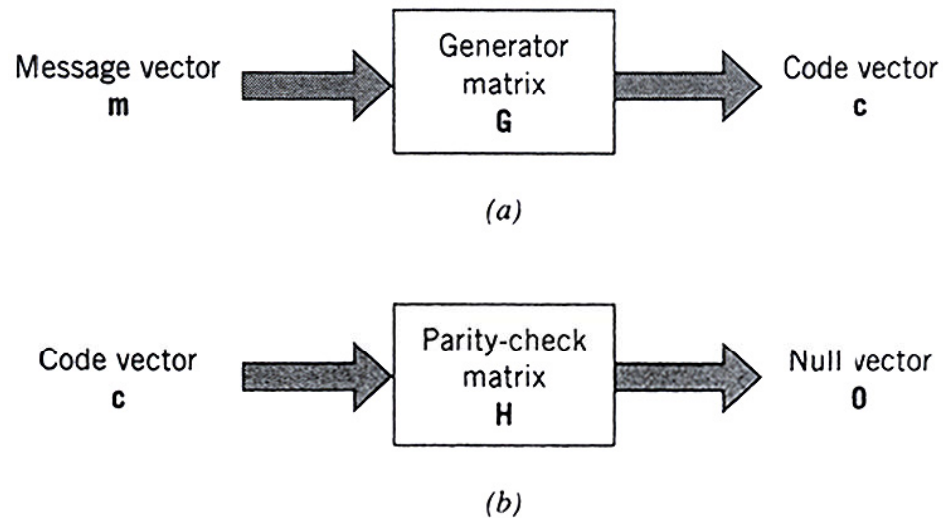 Message vector
m
Generator
matrix
G
Code vector
c
(a)
Code vector
c
Parity-check
matrix
H
Null vector
0
(b)